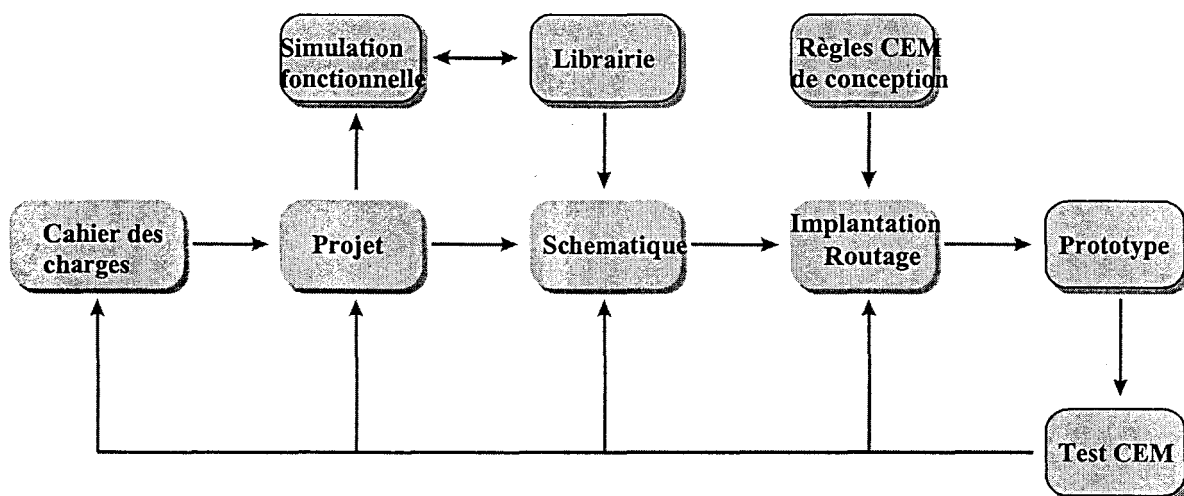 Simulation
fonctionnelle
Librairie
Règles CEM
de conception
Cahier des
charges
Projet
Schematique
Implantation
Routage
Prototype
Test CEM